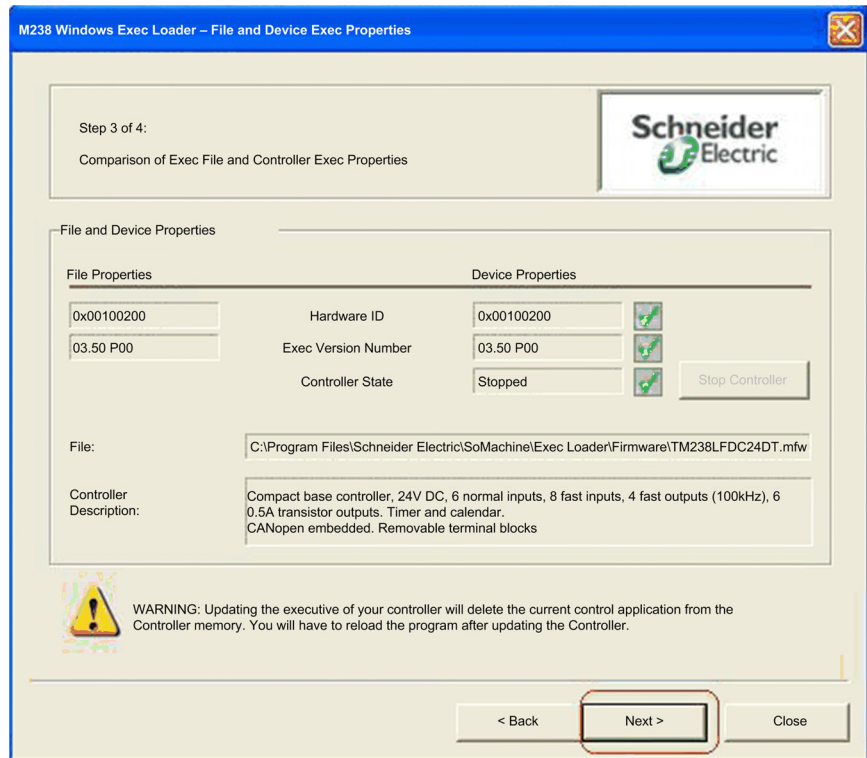 M238 Windows Exec Loader – File and Device Exec Properties
Step 3 of 4:
Comparison of Exec File and Controller Exec Properties
Schneider
Electric
File and Device Properties
File Properties
Device Properties
0x00100200
Hardware ID
0x00100200
03.50 P00
Exec Version Number
03.50 P00
Controller State
Stopped
Stop Controller
File:
C:\Program Files\Schneider Electric\SoMachine\Exec Loader\Firmware\TM238LFDC24DT.mfw
Controller
Description:
Compact base controller, 24V DC, 6 normal inputs, 8 fast inputs, 4 fast outputs (100kHz), 6
0.5A transistor outputs. Timer and calendar.
CANopen embedded. Removable terminal blocks
WARNING: Updating the executive of your controller will delete the current control application from the
Controller memory. You will have to reload the program after updating the Controller.
< Back
Next >
Close